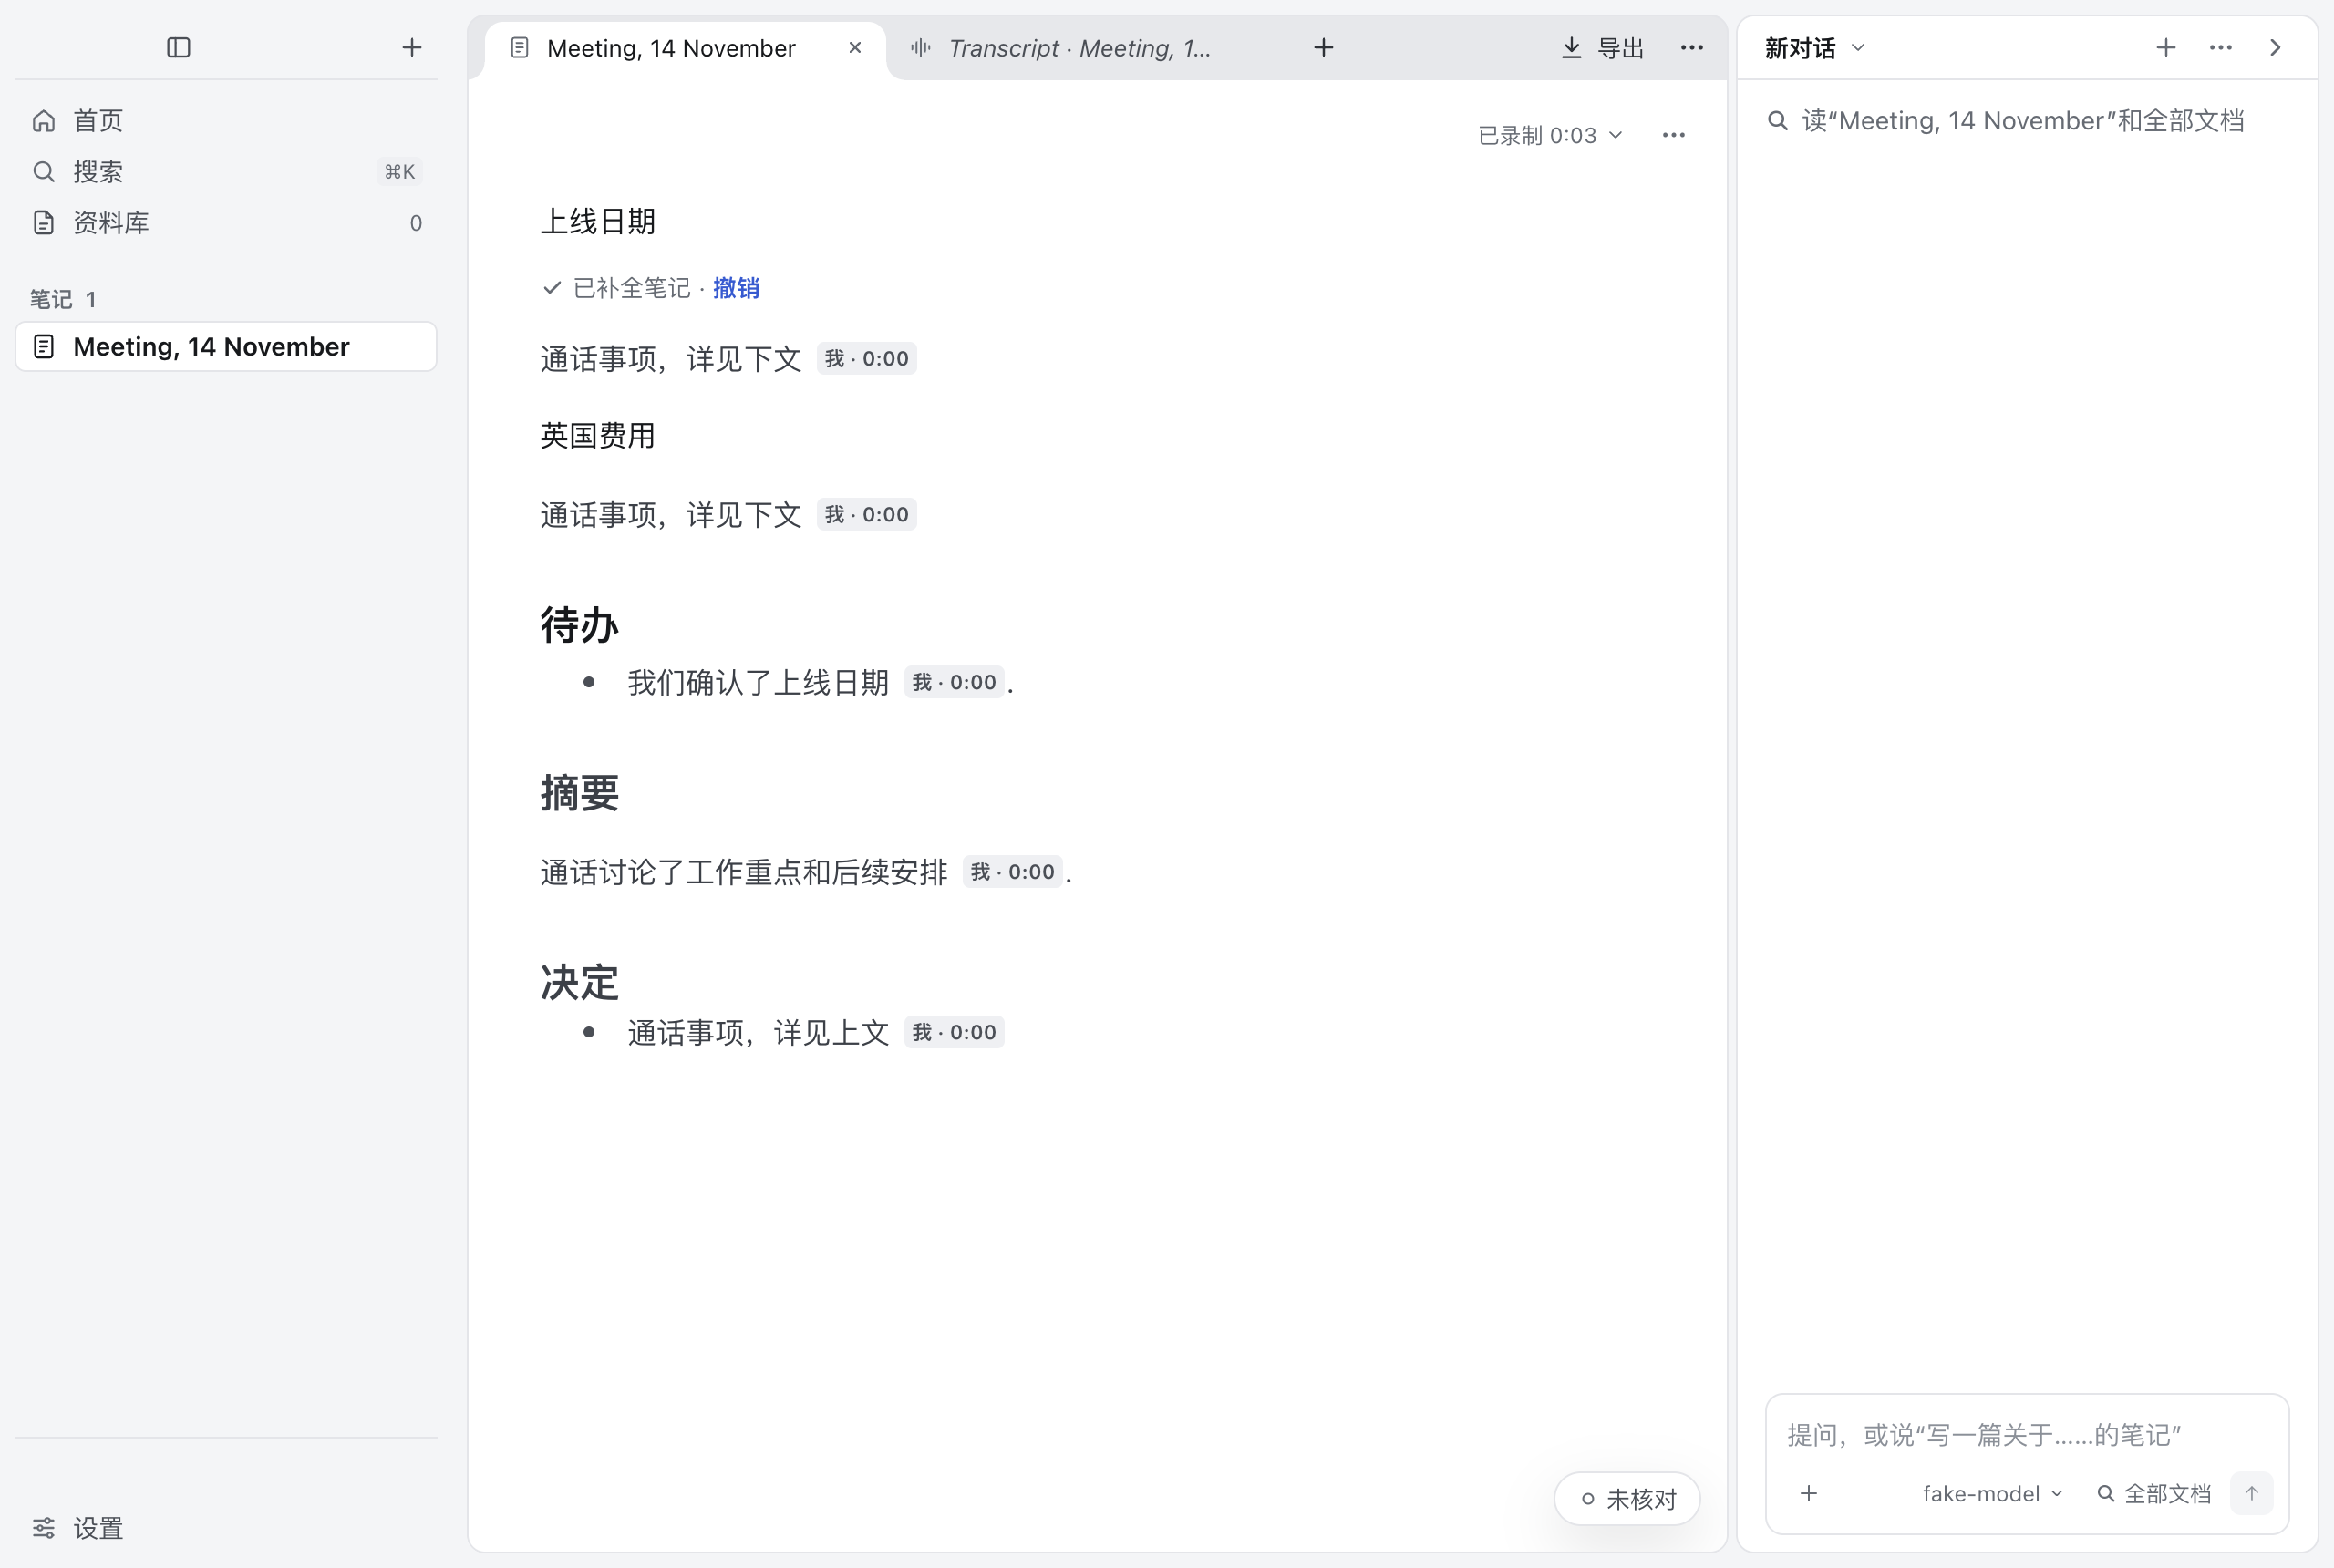 首页
搜索 ⌘K
资料库 0
笔记 1
Meeting, 14 November
设置
Meeting, 14 November
Transcript · Meeting, 1...
导出
已录制 0:03
上线日期
已补全笔记 · 撤销
通话事项，详见下文 我 · 0:00
英国费用
通话事项，详见下文 我 · 0:00
待办
• 我们确认了上线日期 我 · 0:00 .
摘要
通话讨论了工作重点和后续安排 我 · 0:00 .
决定
• 通话事项，详见上文 我 · 0:00
未核对
新对话
读“Meeting, 14 November”和全部文档
提问，或说“写一篇关于……的笔记”
fake-model 全部文档